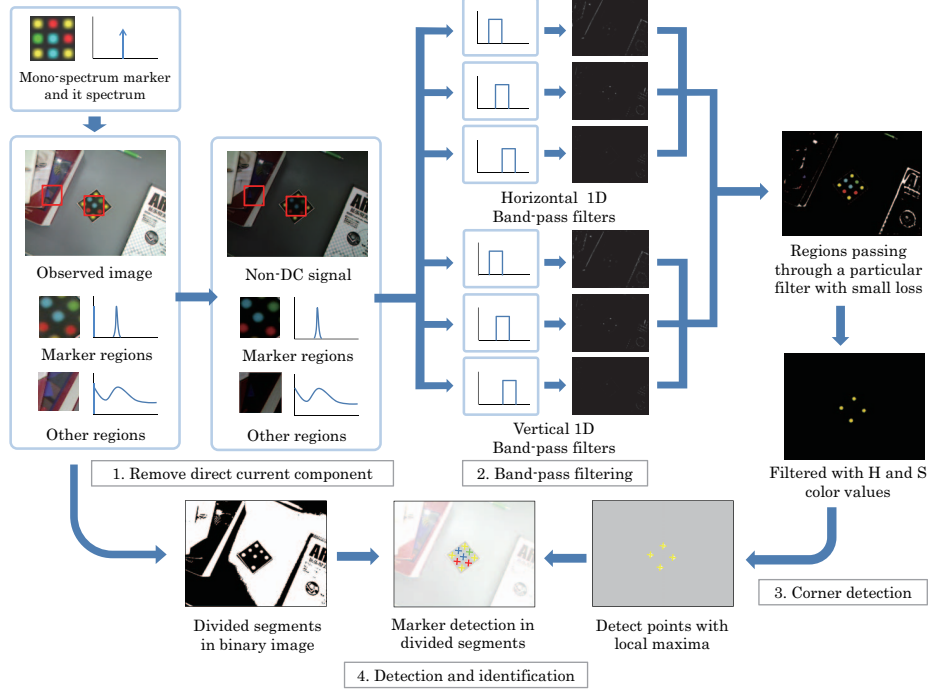 Mono-spectrum marker
and it spectrum
Observed image
Marker regions
Other regions
Non-DC signal
Marker regions
Other regions
1. Remove direct current component
Horizontal 1D
Band-pass filters
Vertical 1D
Band-pass filters
2. Band-pass filtering
Regions passing
through a particular
filter with small loss
Filtered with H and S
color values
3. Corner detection
Divided segments
in binary image
Marker detection in
divided segments
Detect points with
local maxima
4. Detection and identification